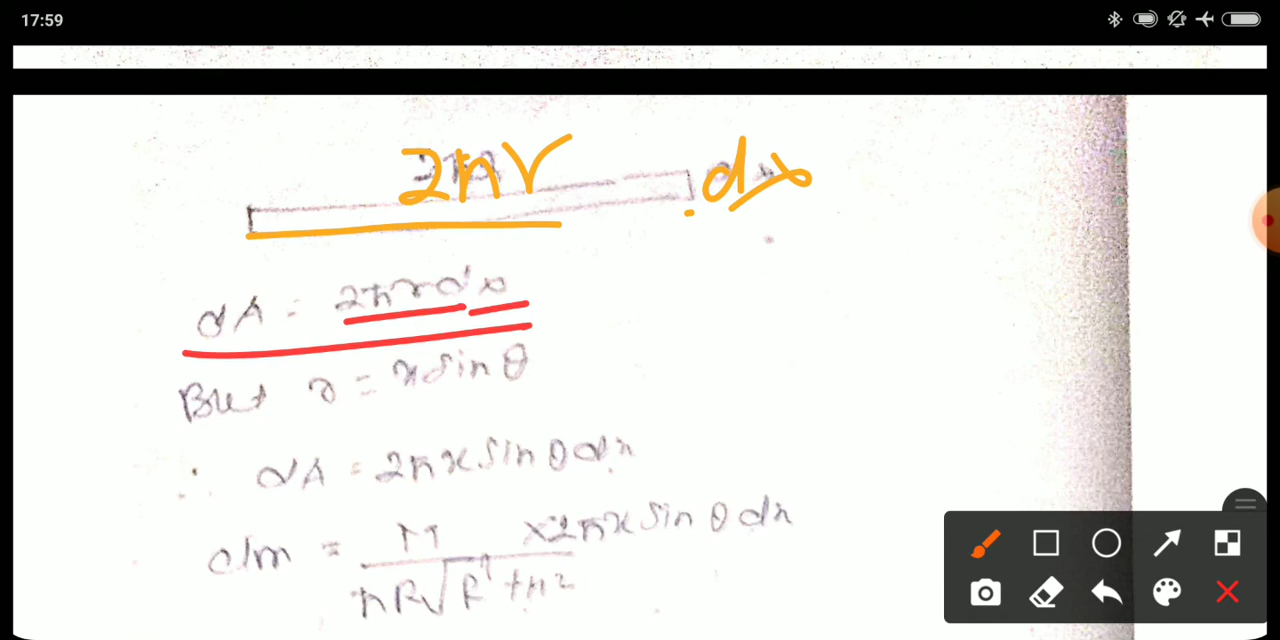 17:59
2πr dx
dA = 2πrdx
But r = x sin θ
∴ dA = 2πx sin θ dx
dm = M/πR√R²+h² × 2πx sin θ dx